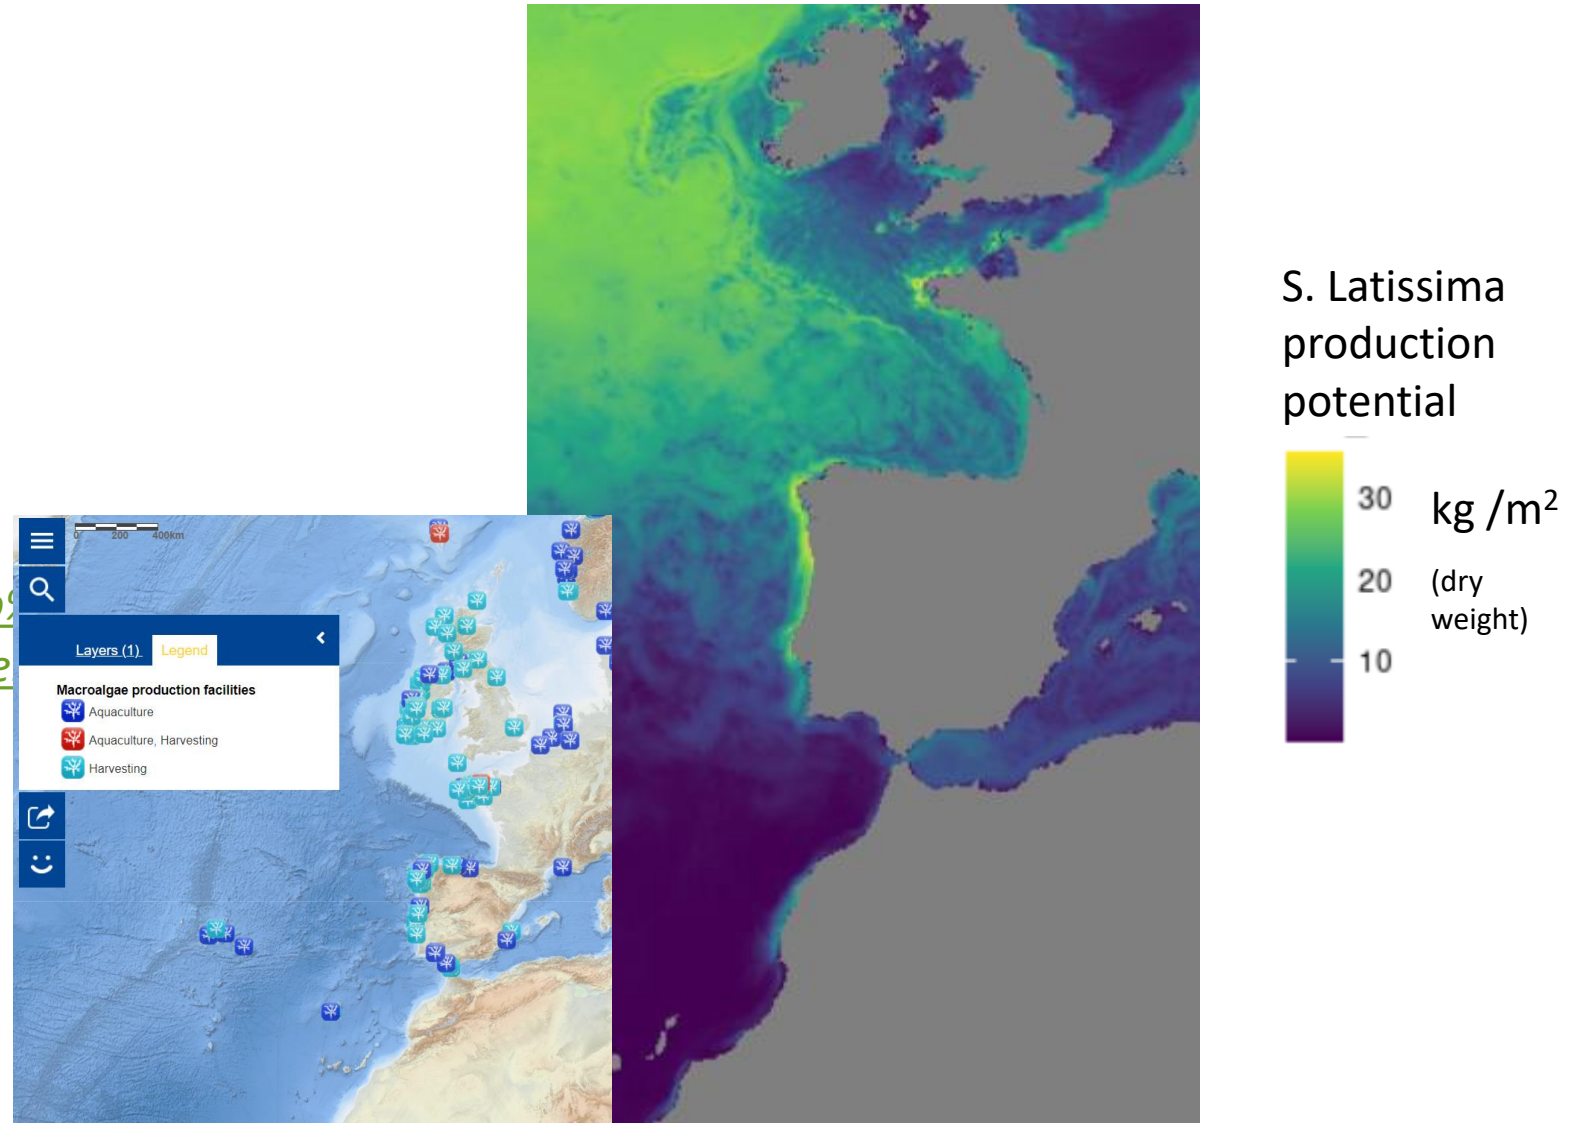 S. Latissima
production
potential
30
kg /m²
20
(dry
weight)
10
0 200 400km
Layers (1) Legend
Macroalgae production facilities
Aquaculture
Aquaculture, Harvesting
Harvesting